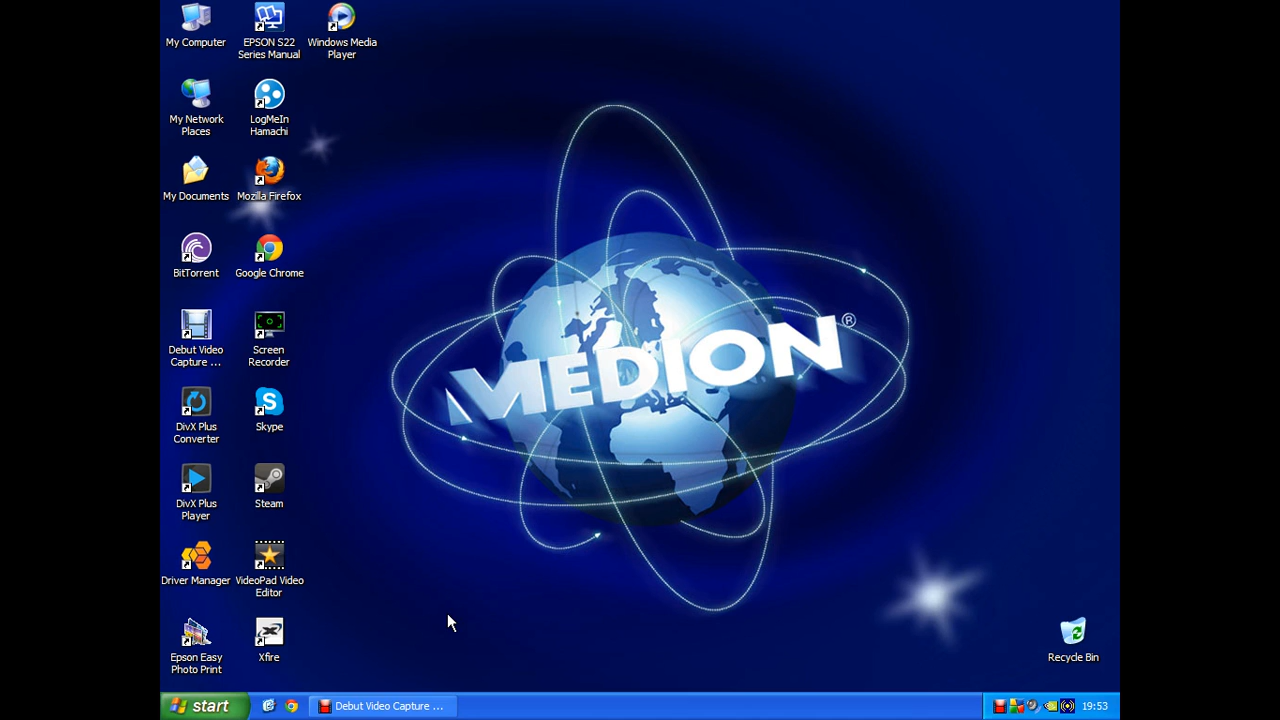 My Computer
EPSON S22
Series Manual
Windows Media
Player
My Network
Places
LogMeIn
Hamachi
My Documents
Mozilla Firefox
BitTorrent
Google Chrome
Debut Video
Capture ...
Screen
Recorder
DivX Plus
Converter
Skype
DivX Plus
Player
Steam
Driver Manager
VideoPad Video
Editor
Epson Easy
Photo Print
Xfire
MEDION®
Recycle Bin
start
Debut Video Capture ...
19:53